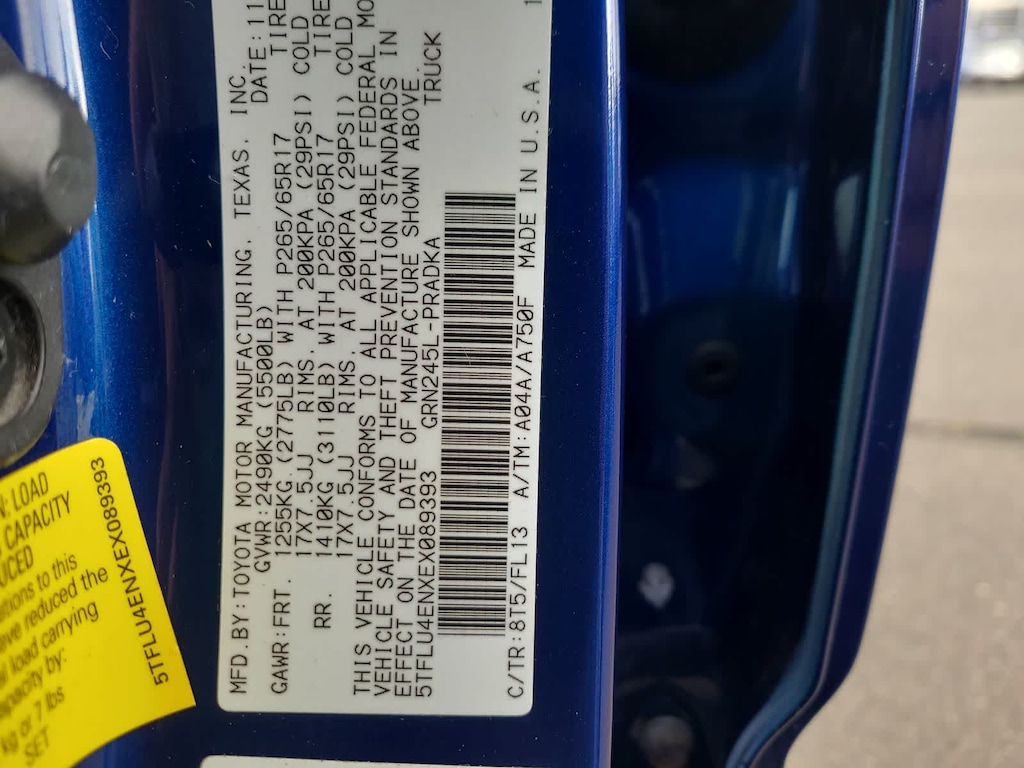 MFD.BY:TOYOTA MOTOR MANUFACTURING, TEXAS, INC.
GVWR:2490KG(5500LB) DATE:11
GAWR:FRT. 1255KG.(2775LB)WITH P265/65R17 TIRE
17X7.5JJ RIMS, AT 200KPA (29PSI) COLD
RR. 1410KG(3110LB)WITH P265/65R17 TIRE
17X7.5JJ RIMS, AT 200KPA (29PSI) COLD
THIS VEHICLE CONFORMS TO ALL APPLICABLE FEDERAL MO
VEHICLE SAFETY AND THEFT PREVENTION STANDARDS IN
EFFECT ON THE DATE OF MANUFACTURE SHOWN ABOVE.
5TFLU4ENXEX089393 GRN245L-PRADKA TRUCK
C/TR:8T5/FL13 A/TM:A04A/A750F MADE IN U.S.A.
N: LOAD
CAPACITY
UCED
tions to this
ve reduced the
load carrying
pacity by:
kg or 7 lbs
SET
5TFLU4ENXEX089393